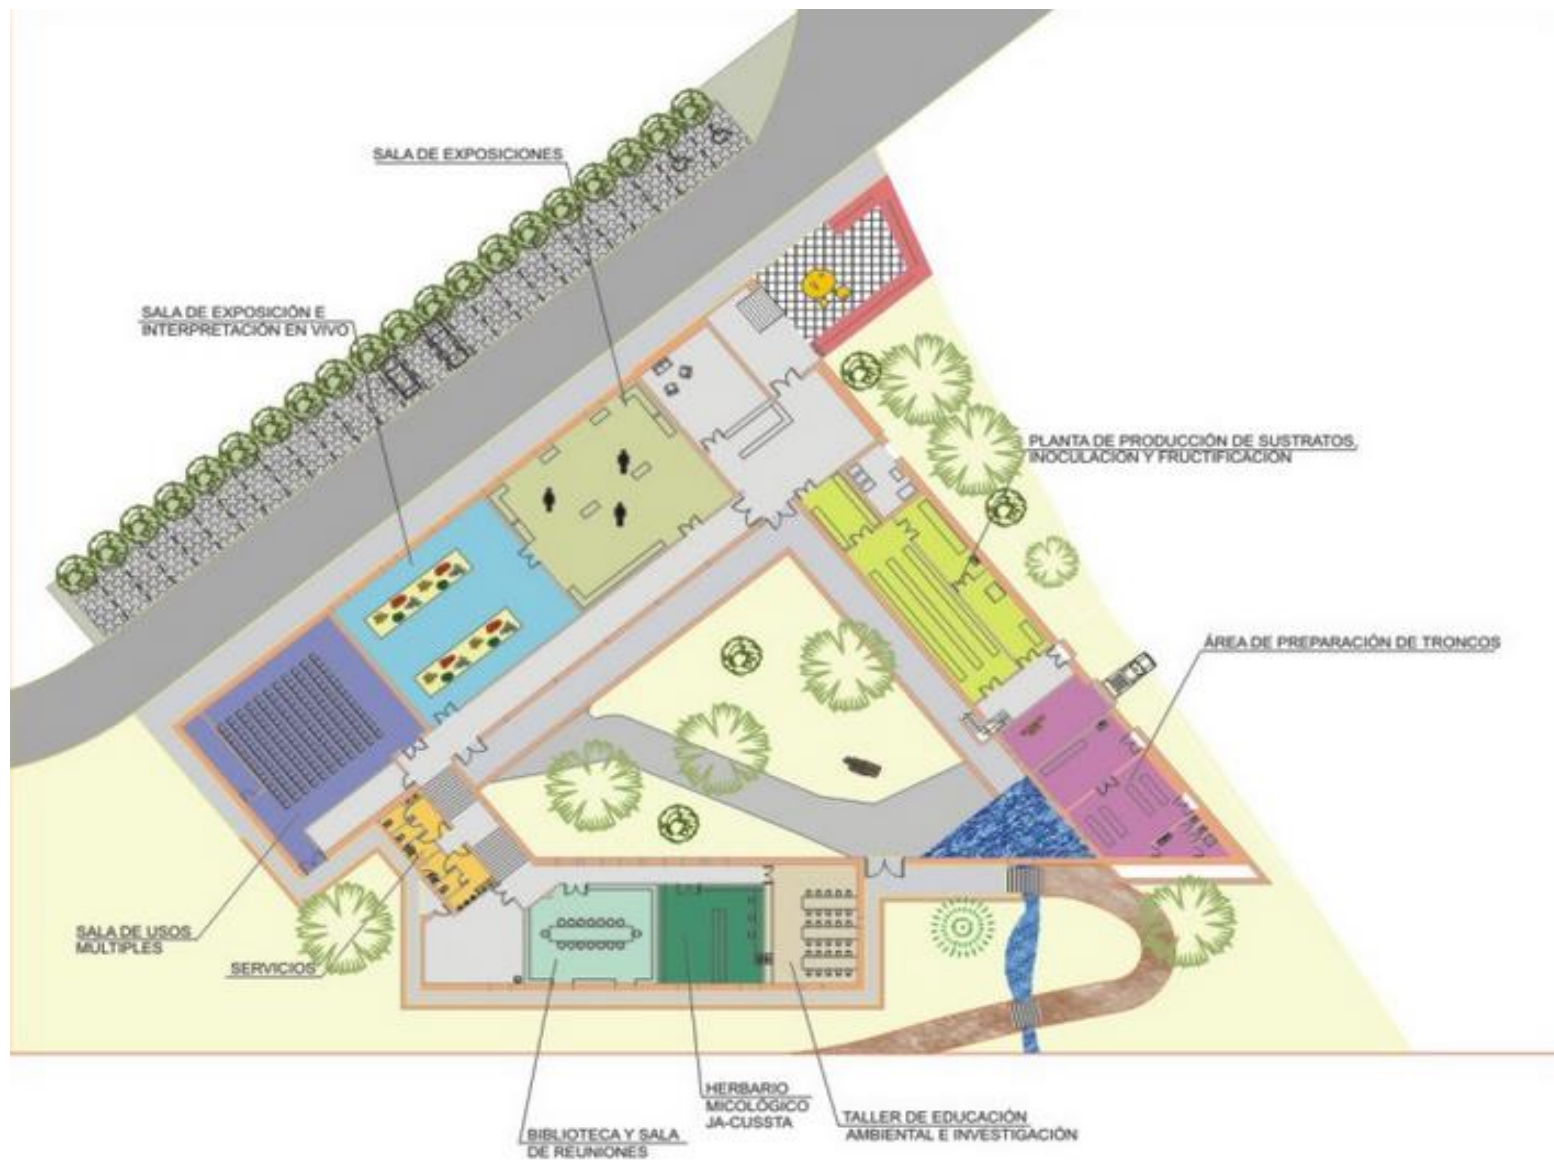 SALA DE EXPOSICIONES
SALA DE EXPOSICIÓN E
INTERPRETACIÓN EN VIVO
PLANTA DE PRODUCCIÓN DE SUSTRATOS,
INOCULACION Y FRUCTIFICACION
ÁREA DE PREPARACIÓN DE TRONCOS
SALA DE USOS
MÚLTIPLES
SERVICIOS
HERBARIO
MICOLÓGICO
JA-CUSSTA
TALLER DE EDUCACIÓN
AMBIENTAL E INVESTIGACIÓN
BIBLIOTECA Y SALA
DE REUNIONES